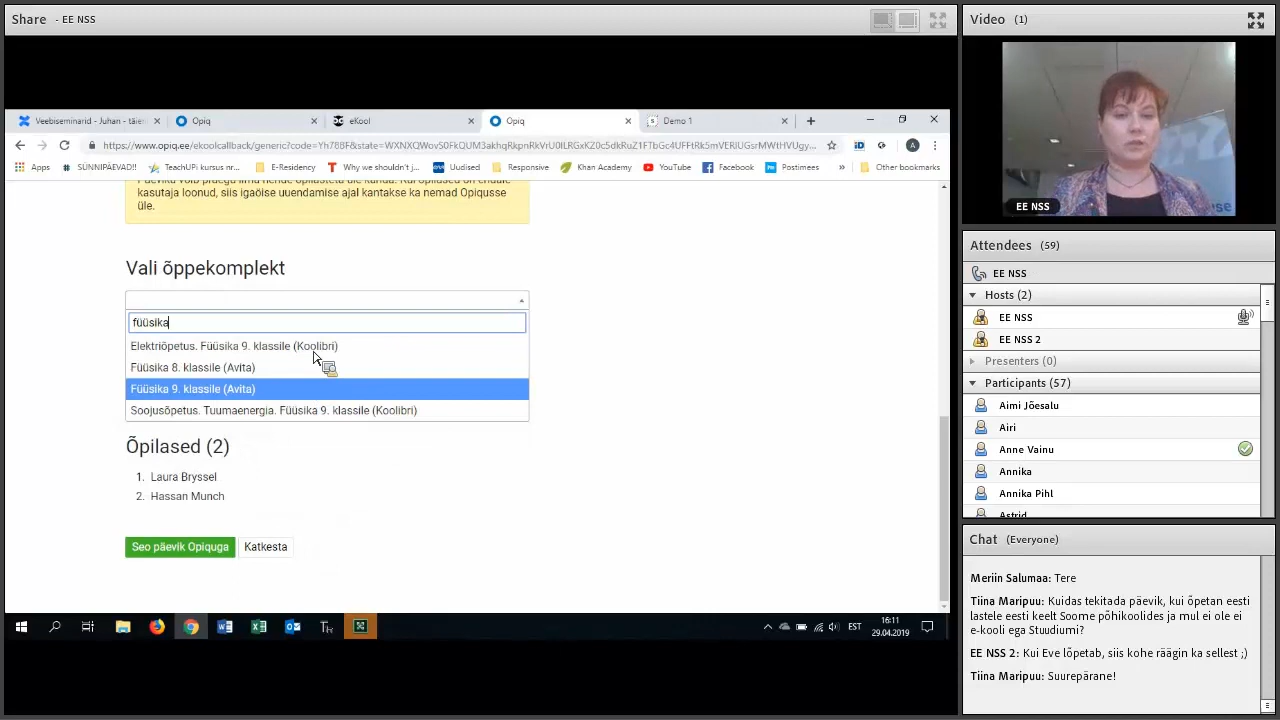 Share - EE NSS
Veebiseminarid - Juhan - täien
Opiq
eKool
Opiq
Demo 1
Apps
SÜNNIPÄEVAD!!
TeachUP! kursus nr...
E-Residency
Why we shouldn't j...
TransferWise
Responsive
Khan Academy
YouTube
Facebook
Postimees
Other bookmarks
kasutaja loonud, siis igaöise uuendamise ajal kantakse ka nemad Opiqusse
üle.
Vali õppekomplekt
füüsika
Elektriõpetus. Füüsika 9. klassile (Koolibri)
Füüsika 8. klassile (Avita)
Füüsika 9. klassile (Avita)
Soojusõpetus. Tuumaenergia. Füüsika 9. klassile (Koolibri)
Õpilased (2)
1. Laura Bryssel
2. Hassan Munch
Seo päevik Opiquga
Katkesta
EST
16:11
29.04.2019
Video (1)
EE NSS
Attendees (59)
EE NSS
Hosts (2)
EE NSS
EE NSS 2
Presenters (0)
Participants (57)
Aimi Jõesalu
Airi
Anne Vainu
Annika
Annika Pihl
Astrid
Chat (Everyone)
Meriin Salumaa: Tere
Tiina Maripuu: Kuidas tekitada päevik, kui õpetan eesti
lastele eesti keelt Soome põhikoolides ja mul ei ole ei
e-kooli ega Stuudiumi?
EE NSS 2: Kui Eve lõpetab, siis kohe räägin ka sellest ;)
Tiina Maripuu: Suurepärane!